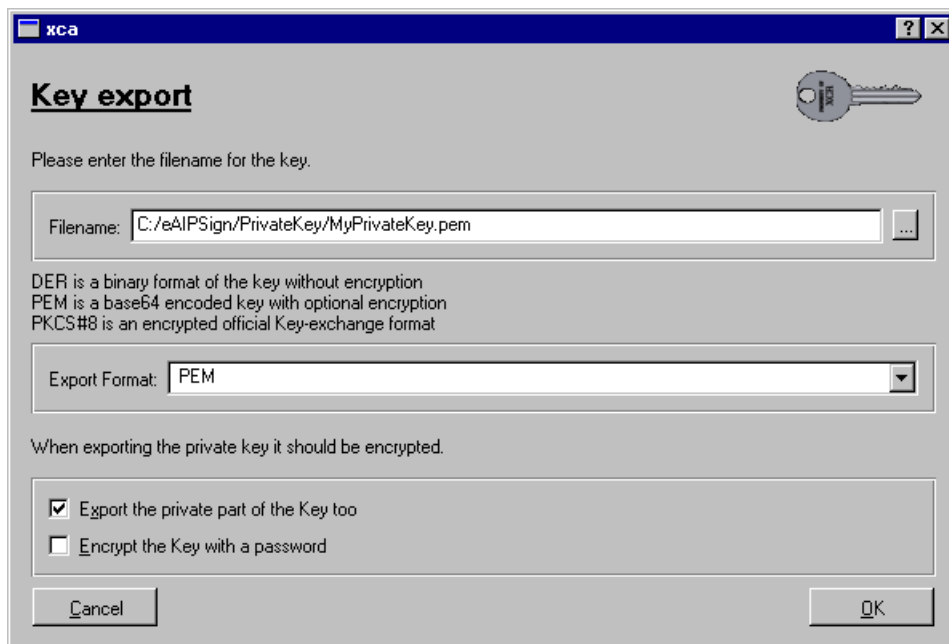 xca
Key export
XCA
Please enter the filename for the key.
Filename: C:/eAIPSign/PrivateKey/MyPrivateKey.pem ...
DER is a binary format of the key without encryption
PEM is a base64 encoded key with optional encryption
PKCS#8 is an encrypted official Key-exchange format
Export Format: PEM
When exporting the private key it should be encrypted.
Export the private part of the Key too
Encrypt the Key with a password
Cancel OK